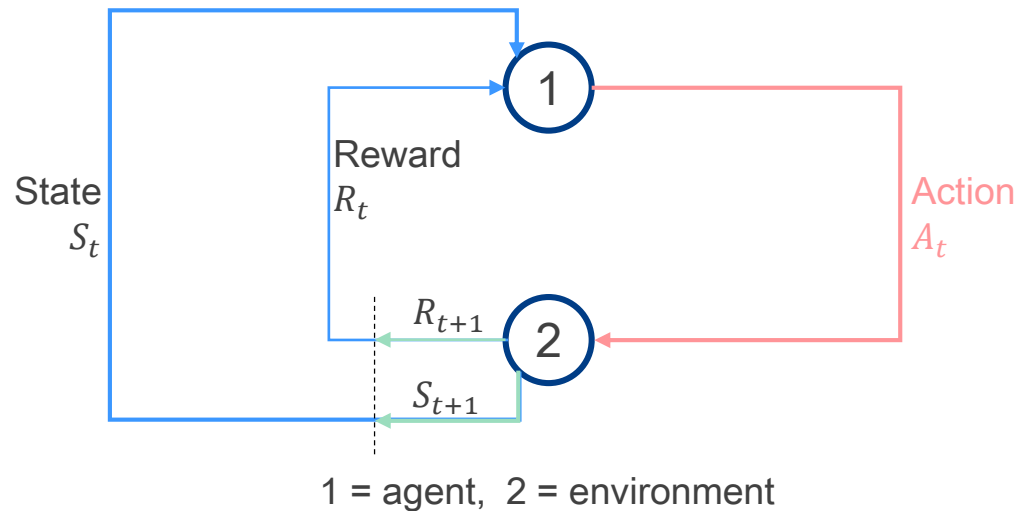 1
Reward
R_t
State
S_t
Action
A_t
R_{t+1}
2
S_{t+1}
1 = agent, 2 = environment